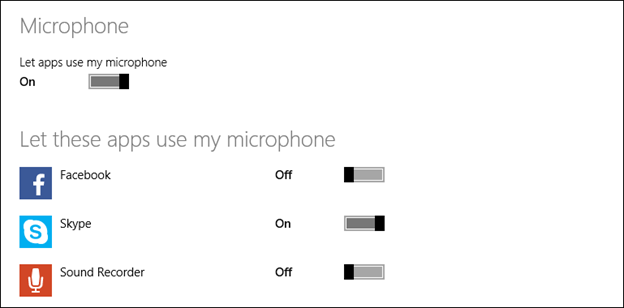 Microphone
Let apps use my microphone
On
Let these apps use my microphone
Facebook Off
Skype On
Sound Recorder Off